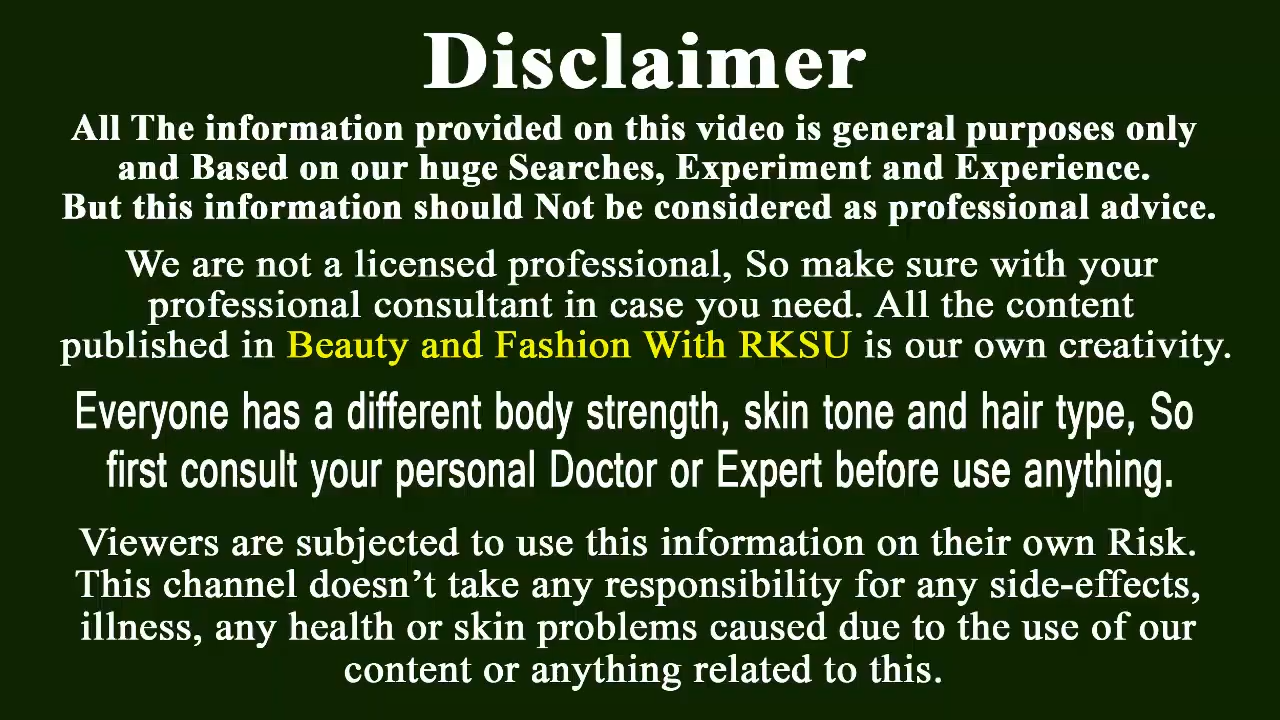 Disclaimer
All The information provided on this video is general purposes only
and Based on our huge Searches, Experiment and Experience.
But this information should Not be considered as professional advice.
We are not a licensed professional, So make sure with your
professional consultant in case you need. All the content
published in Beauty and Fashion With RKSU is our own creativity.
Everyone has a different body strength, skin tone and hair type, So
first consult your personal Doctor or Expert before use anything.
Viewers are subjected to use this information on their own Risk.
This channel doesn’t take any responsibility for any side-effects,
illness, any health or skin problems caused due to the use of our
content or anything related to this.